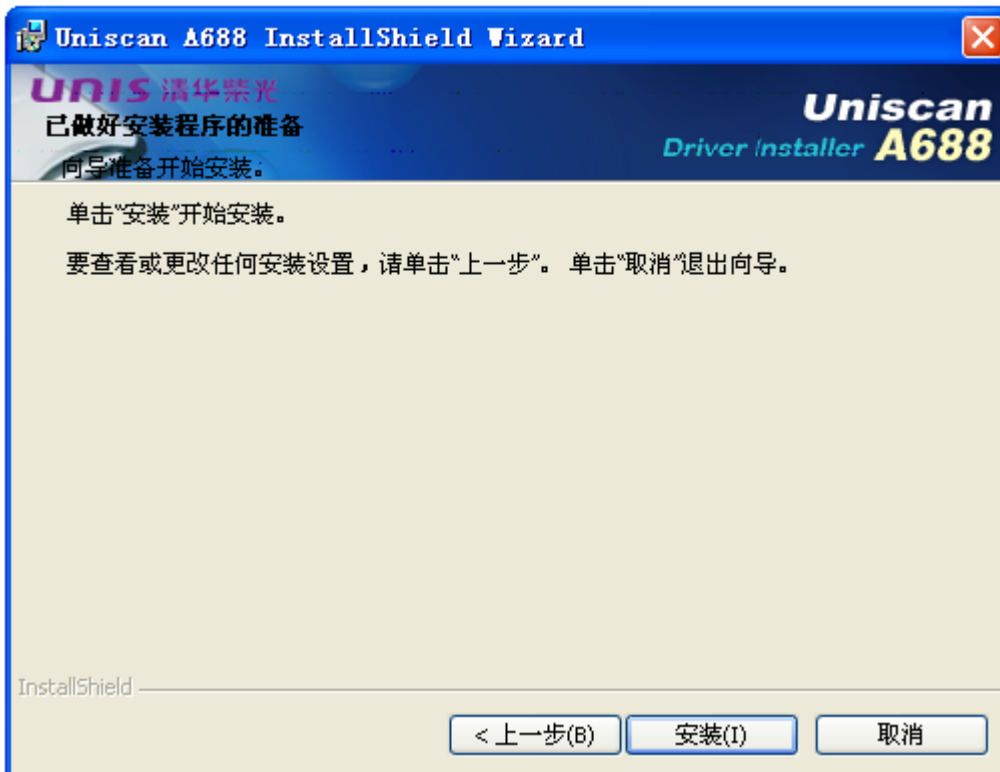 Uniscan A688 InstallShield Wizard
UNIS 清华紫光
已做好安装程序的准备
向导准备开始安装。
Uniscan
Driver Installer A688
单击“安装”开始安装。
要查看或更改任何安装设置，请单击“上一步”。 单击“取消”退出向导。
InstallShield
< 上一步(B)
安装(I)
取消